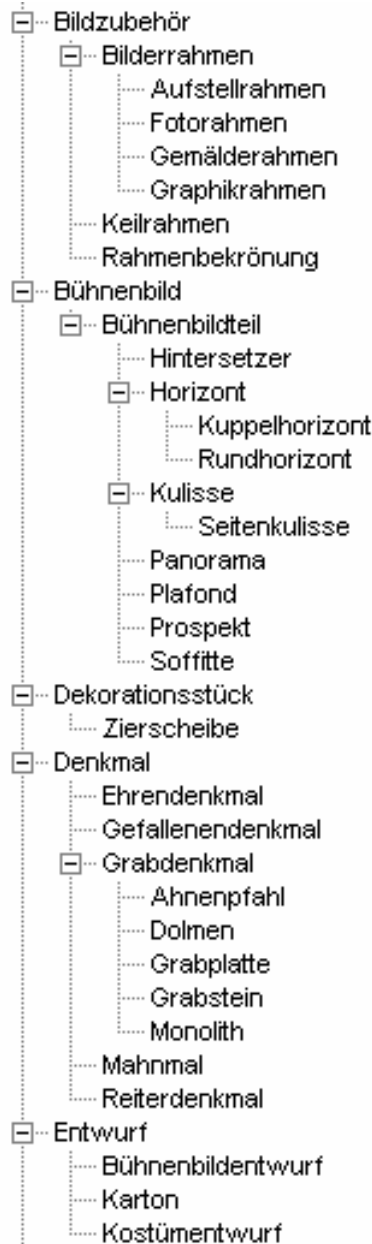 Bildzubehör
Bilderrahmen
Aufstellrahmen
Fotorahmen
Gemälderahmen
Graphikrahmen
Keilrahmen
Rahmenbekrönung
Bühnenbild
Bühnenbildteil
Hintersetzer
Horizont
Kuppelhorizont
Rundhorizont
Kulisse
Seitenkulisse
Panorama
Plafond
Prospekt
Soffitte
Dekorationsstück
Zierscheibe
Denkmal
Ehrendenkmal
Gefallenendenkmal
Grabdenkmal
Ahnenpfahl
Dolmen
Grabplatte
Grabstein
Monolith
Mahnmal
Reiterdenkmal
Entwurf
Bühnenbildentwurf
Karton
Kostümentwurf